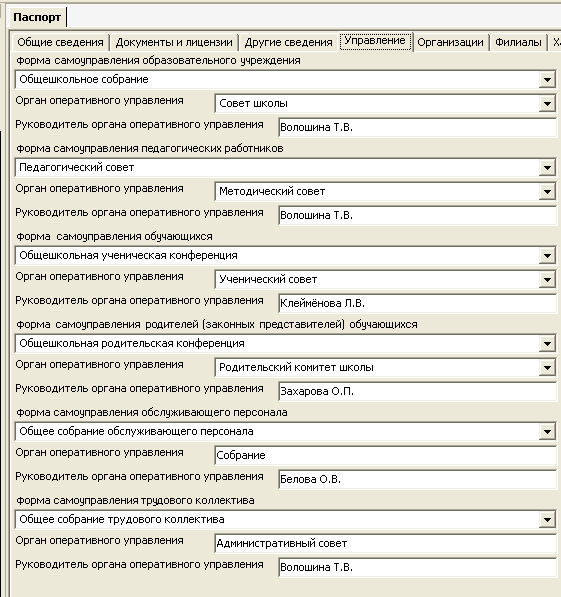 Паспорт
Общие сведения Документы и лицензии Другие сведения Управление Организации Филиалы
Форма самоуправления образовательного учреждения
Общешкольное собрание
Орган оперативного управления Совет школы
Руководитель органа оперативного управления Волошина Т.В.
Форма самоуправления педагогических работников
Педагогический совет
Орган оперативного управления Методический совет
Руководитель органа оперативного управления Волошина Т.В.
Форма самоуправления обучающихся
Общешкольная ученическая конференция
Орган оперативного управления Ученический совет
Руководитель органа оперативного управления Клеймёнова Л.В.
Форма самоуправления родителей (законных представителей) обучающихся
Общешкольная родительская конференция
Орган оперативного управления Родительский комитет школы
Руководитель органа оперативного управления Захарова О.П.
Форма самоуправления обслуживающего персонала
Общее собрание обслуживающего персонала
Орган оперативного управления Собрание
Руководитель органа оперативного управления Белова О.В.
Форма самоуправления трудового коллектива
Общее собрание трудового коллектива
Орган оперативного управления Административный совет
Руководитель органа оперативного управления Волошина Т.В.